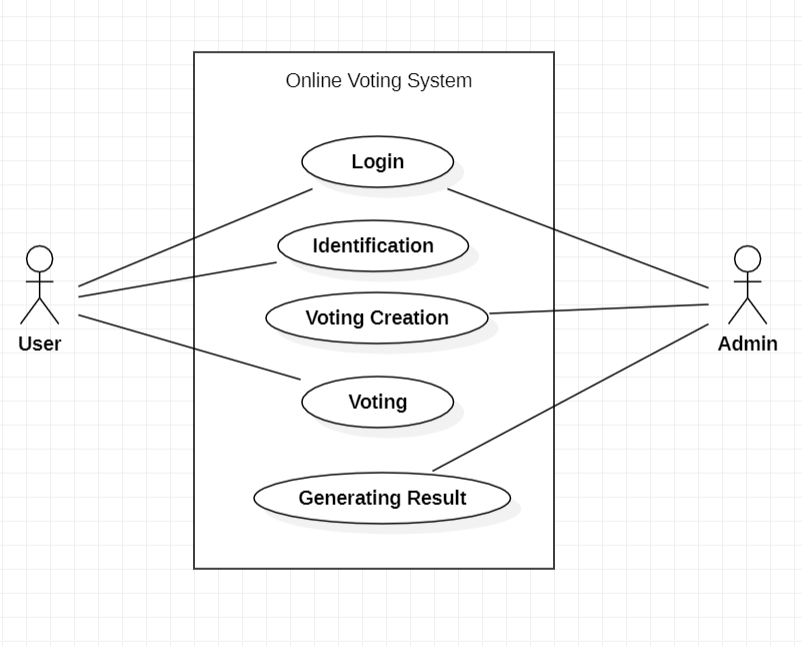 Online Voting System
Login
Identification
Voting Creation
User
Admin
Voting
Generating Result